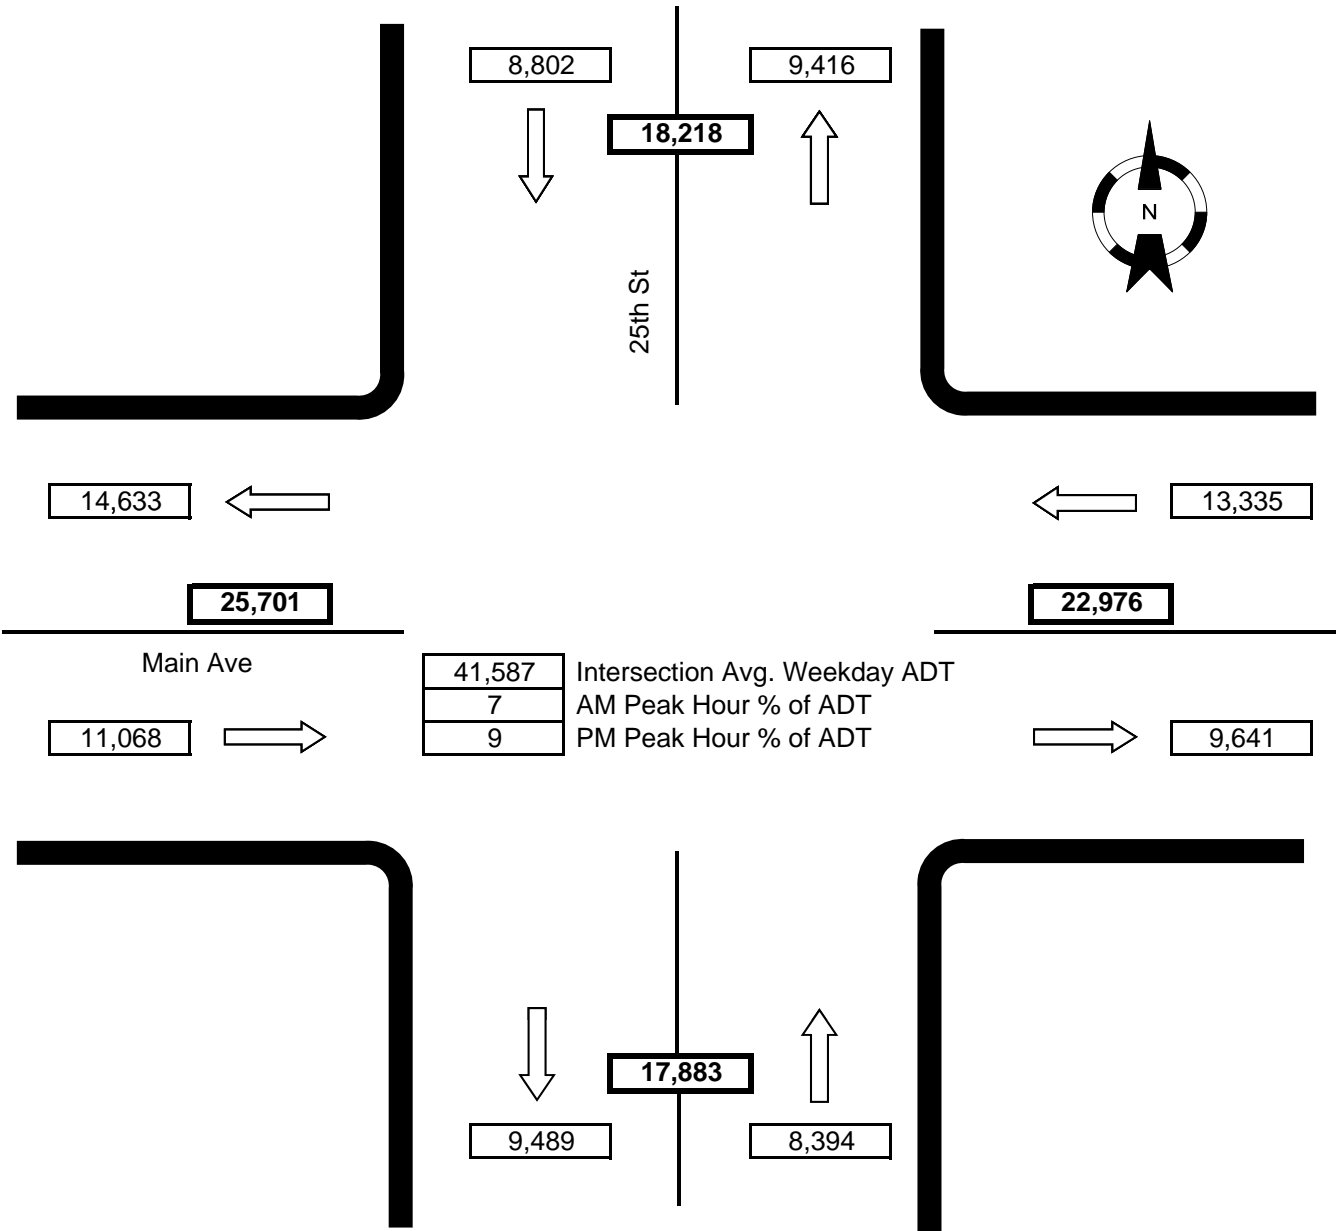 8,802
9,416
18,218
N
25th St
14,633
13,335
25,701
22,976
Main Ave
41,587 Intersection Avg. Weekday ADT
7 AM Peak Hour % of ADT
9 PM Peak Hour % of ADT
11,068
9,641
17,883
9,489
8,394